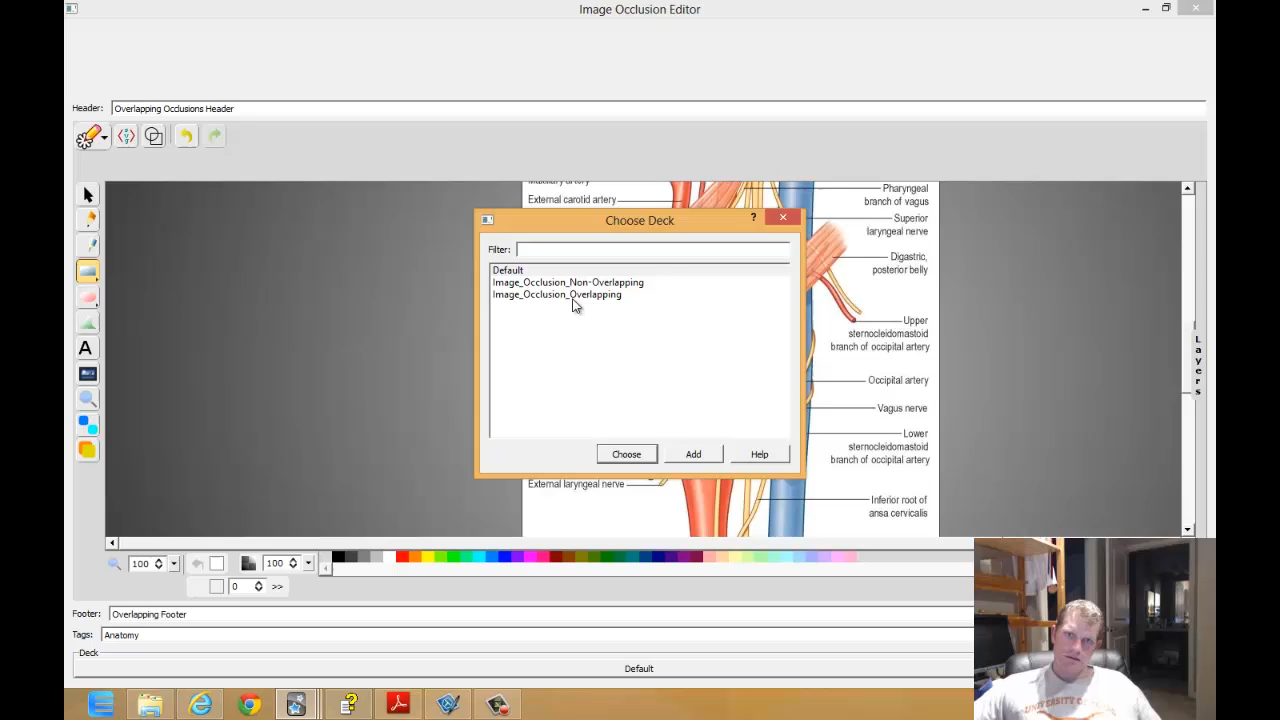 Image Occlusion Editor
Header: Overlapping Occlusions Header
External carotid artery
Pharyngeal
branch of vagus
Superior
laryngeal nerve
Digastric,
posterior belly
Upper
sternocleidomastoid
branch of occipital artery
Occipital artery
Vagus nerve
Lower
sternocleidomastoid
branch of occipital artery
Inferior root of
ansa cervicalis
External laryngeal nerve
Choose Deck
?
Filter:
Default
Image_Occlusion_Non-Overlapping
Image_Occlusion_Overlapping
Choose Add Help
A
Layers
100 100
0 >>
Footer: Overlapping Footer
Tags: Anatomy
Deck
Default